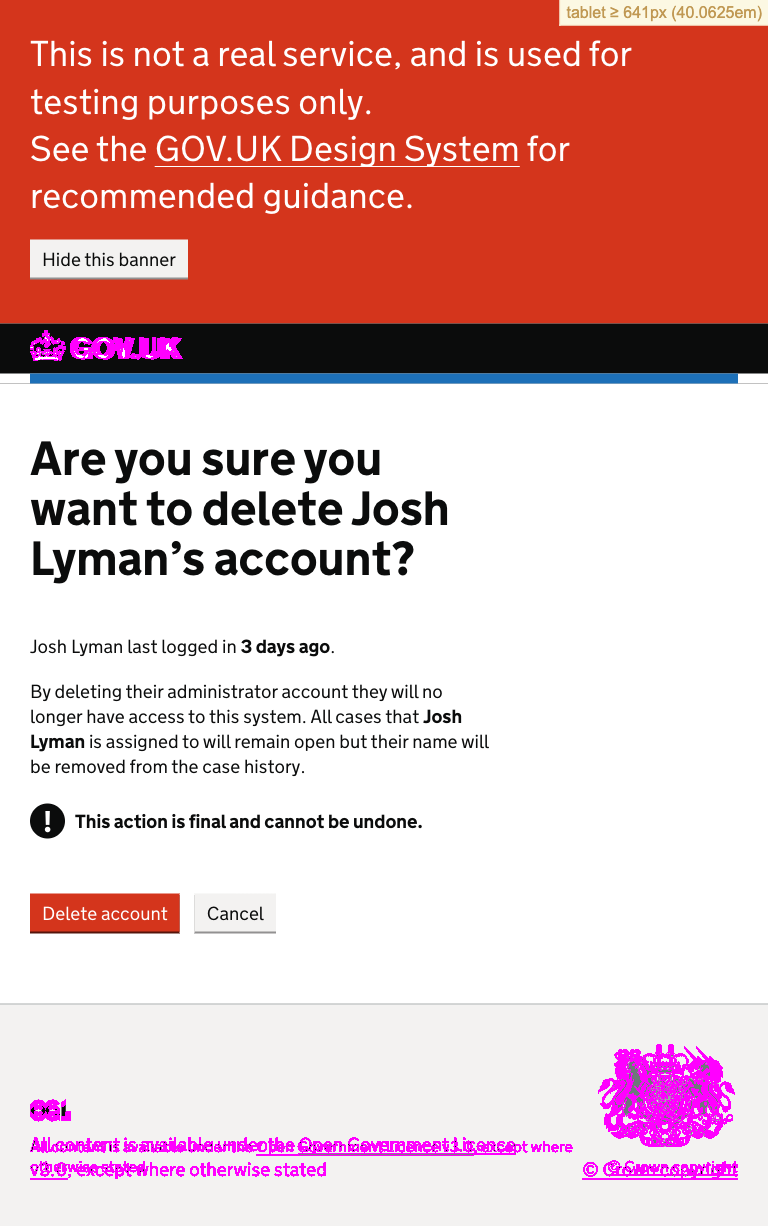 tablet ≥ 641px (40.0625em)
This is not a real service, and is used for
testing purposes only.
See the GOV.UK Design System for
recommended guidance.
Hide this banner
GOV.UK
Are you sure you
want to delete Josh
Lyman’s account?
Josh Lyman last logged in 3 days ago.
By deleting their administrator account they will no
longer have access to this system. All cases that Josh
Lyman is assigned to will remain open but their name will
be removed from the case history.
This action is final and cannot be undone.
Delete account
Cancel
OGL
All content is available under the Open Government Licence
v3.0, except where otherwise stated
© Crown copyright